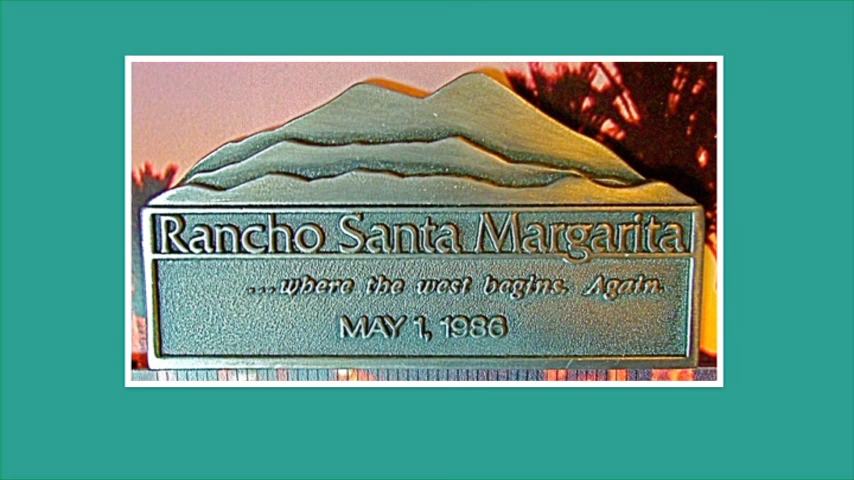 Rancho Santa Margarita
...where the west begins. Again.
MAY 1, 1986